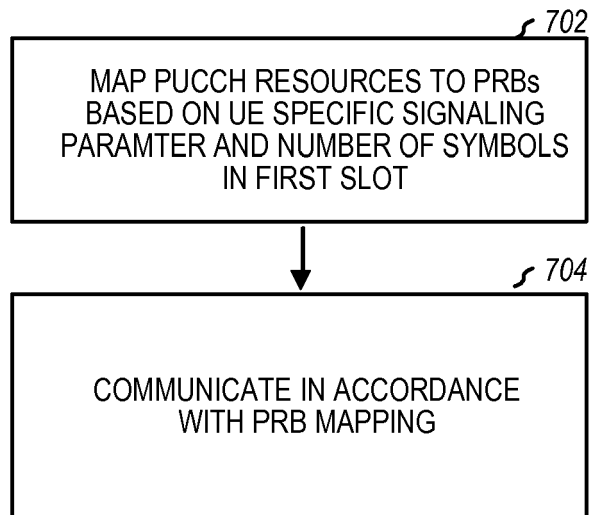 702
MAP PUCCH RESOURCES TO PRBs
BASED ON UE SPECIFIC SIGNALING
PARAMTER AND NUMBER OF SYMBOLS
IN FIRST SLOT
704
COMMUNICATE IN ACCORDANCE
WITH PRB MAPPING